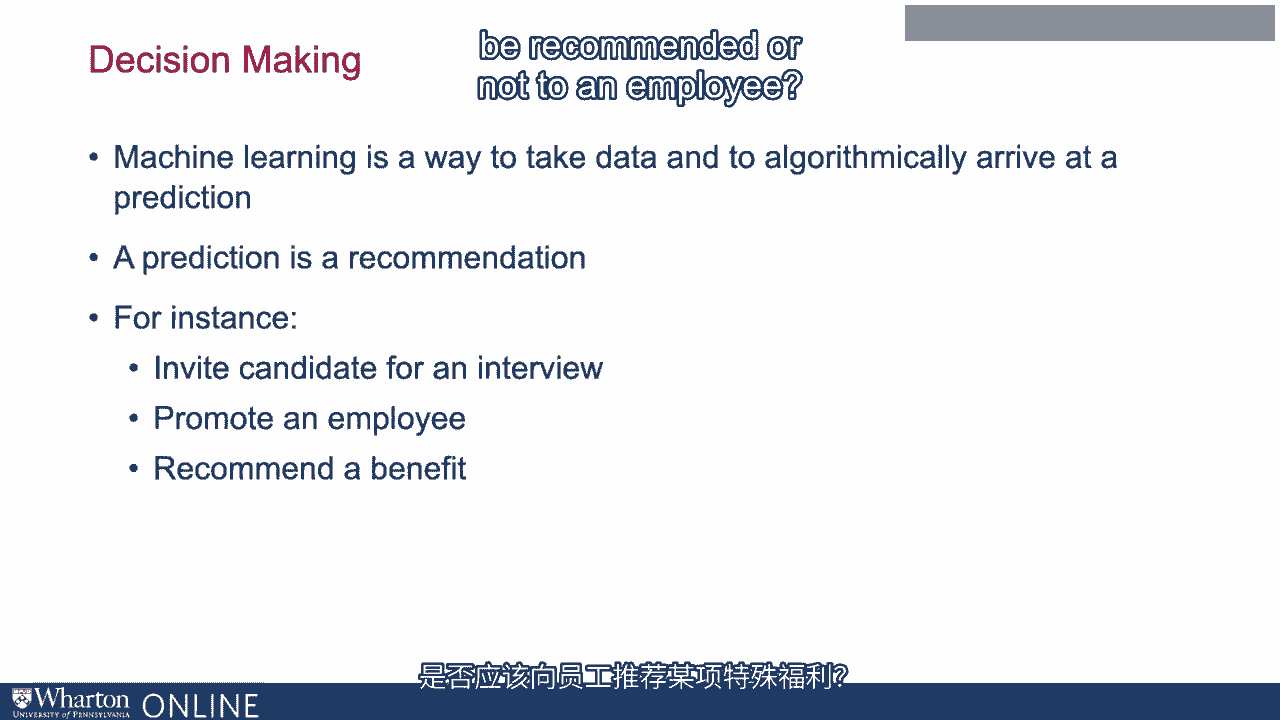 Decision Making
be recommended or
not to an employee?
• Machine learning is a way to take data and to algorithmically arrive at a
prediction
• A prediction is a recommendation
• For instance:
• Invite candidate for an interview
• Promote an employee
• Recommend a benefit
是否应该向员工推荐某项特殊福利?
Wharton
UNIVERSITY of PENNSYLVANIA
ONLINE